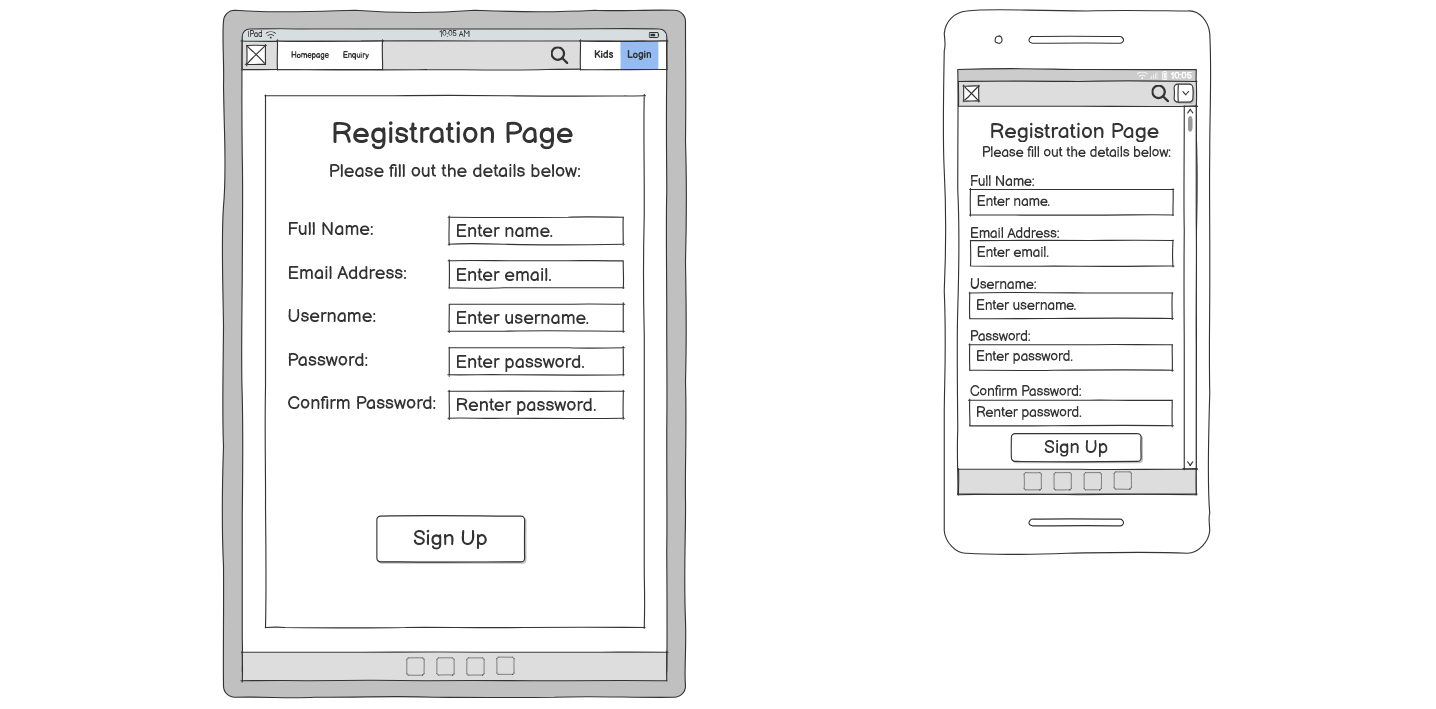 iPad 10:05 AM
Homepage Enquiry Kids Login
Registration Page
Please fill out the details below:
Full Name: Enter name.
Email Address: Enter email.
Username: Enter username.
Password: Enter password.
Confirm Password: Renter password.
Sign Up
10:05
Registration Page
Please fill out the details below:
Full Name:
Enter name.
Email Address:
Enter email.
Username:
Enter username.
Password:
Enter password.
Confirm Password:
Renter password.
Sign Up